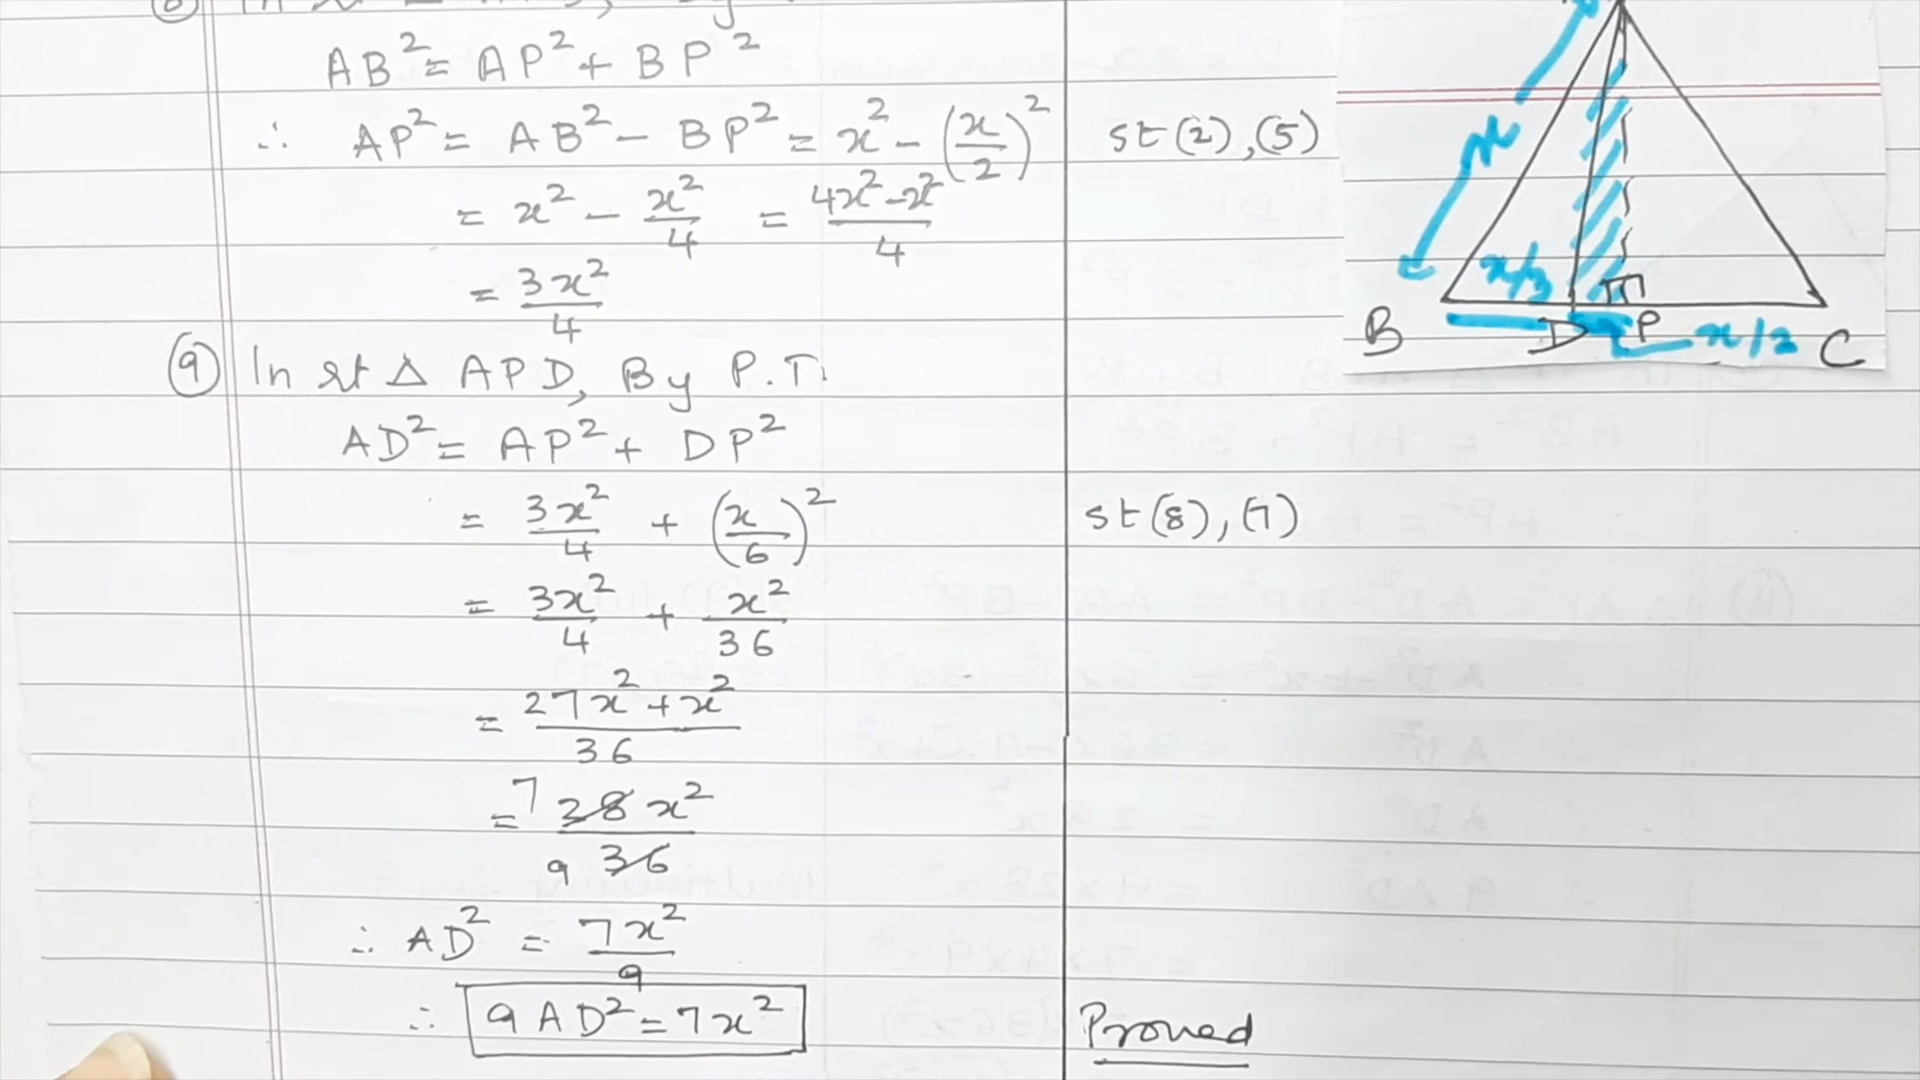 AB² = AP² + BP²
∴ AP² = AB² - BP² = x² - (x/2)² st (2), (5)
= x² - x²/4 = 4x² - x²/4
= 3x²/4
x
x/3
B D P x/2 C
(9) In rt Δ APD, By P.T.
AD² = AP² + DP²
= 3x²/4 + (x/6)² st (8), (7)
= 3x²/4 + x²/36
= 27x² + x²/36
= 7 28x²/9 36
∴ AD² = 7x²/9
∴ 9AD² = 7x² Proved